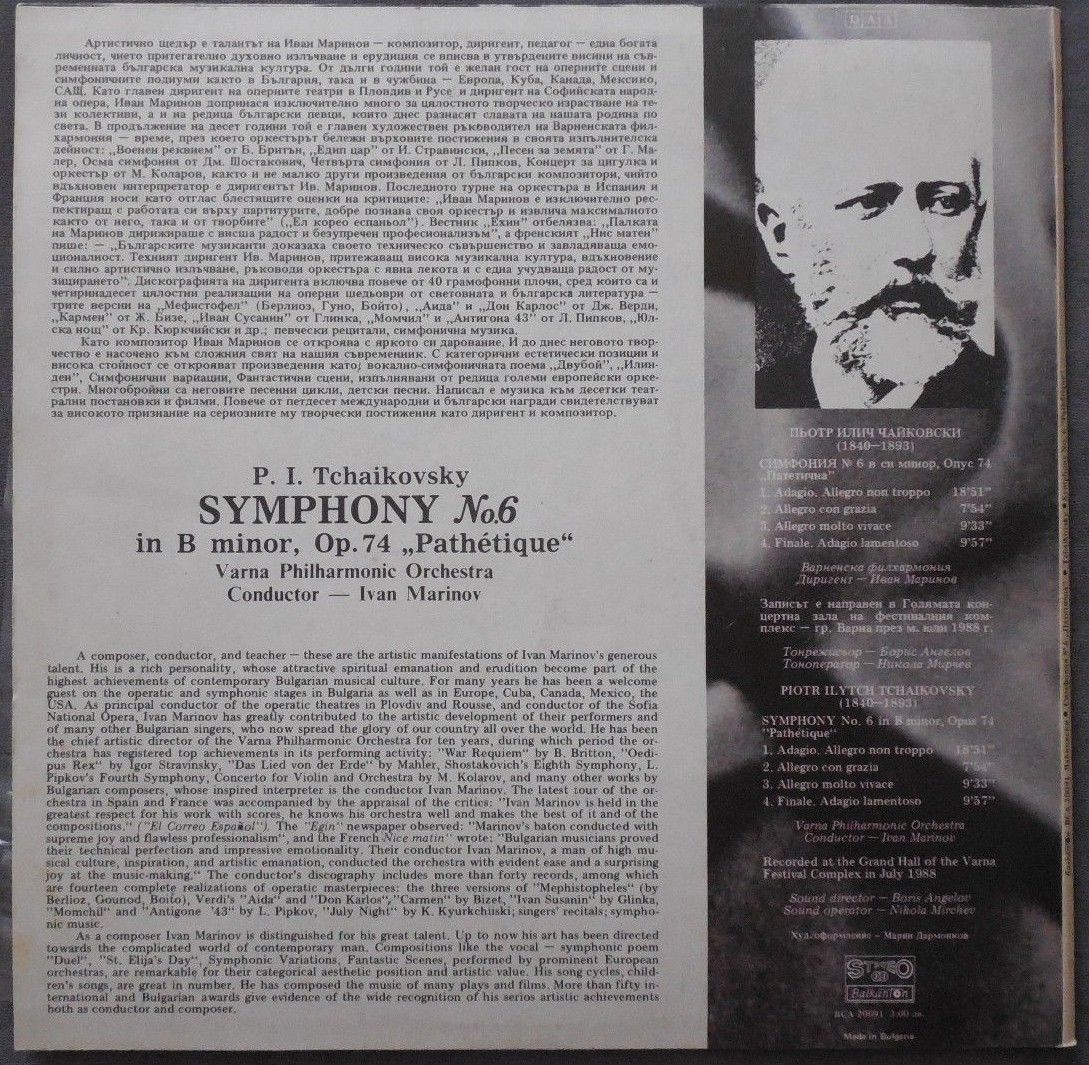 Артистично щедър е талантът на Иван Маринов — композитор, диригент, педагог — една богата
личност, чието притегателно духовно излъчване и ерудиция се вписва в утвърдените висини на съв-
ременната българска музикална култура. От дълги години той е желан гост на оперните сцени и
симфоничните подиуми както в България, така и в чужбина — Европа, Куба, Канада, Мексико,
САЩ. Като главен диригент на оперните театри в Пловдив и Русе и диригент на Софийската народ-
на опера, Иван Маринов допринася изключително много за цялостното творческо израстване на те-
зи колективи, а и на редица български певци, които днес разнасят славата на нашата родина по
света. В продължение на десет години той е главен художествен ръководител на Варненската фил-
хармония — време, през което оркестърът бележи върховите постижения в своята изпълнителска
дейност: „Военен реквием" от Б. Бритън, „Едип цар" от И. Стравински, „Песен за земята" от Г. Ма-
лер, Осма симфония от Дм. Шостакович, Четвърта симфония от Л. Пипков, Концерт за цигулка и
оркестър от М. Коларов, както и не малко други произведения от български композитори, чийто
вдъхновен интерпретатор е диригентът Ив. Маринов. Последното турне на оркестъра в Испания и
Франция носи като отглас блестящите оценки на критиците: „Иван Маринов е изключително рес-
пектиращ с работата си върху партитурите, добре познава своя оркестър и извлича максималното
както от него, така и от творбите" („Ел корео еспаньол"). Вестник „Ехин" отбелязва: „Палката
на Маринов дирижираше с висша радост и безупречен професионализъм", а френският „Нис матен"
пише: — „Българските музиканти доказаха своето техническо съвършенство и завладяваща емо-
ционалност. Техният диригент Ив. Маринов, притежаващ висока музикална култура, вдъхновение
и силно артистично излъчване, ръководи оркестъра с явна лекота и с една учудваща радост от му-
зицирането". Дискографията на диригента включва повече от 40 грамофонни плочи, сред които са и
четиринадесет цялостни реализации на оперни шедьоври от световната и българска литература —
трите версии на „Мефистофел" (Берлиоз, Гуно, Бойто), „Аида" и „Дон Карлос" от Дж. Верди,
„Кармен" от Ж. Бизе, „Иван Сусанин" от Глинка, „Момчил" и „Антигона 43" от Л. Пипков, „Юл-
ска нощ" от Кр. Кюркчийски и др.; певчески рецитали, симфонична музика.
Като композитор Иван Маринов се откроява с яркото си дарование. И до днес неговото твор-
чество е насочено към сложния свят на нашия съвременник. С категорични естетически позиции и
висока стойност се открояват произведения като; вокално-симфоничната поема „Двубой", „Илин-
ден", Симфонични вариации, Фантастични сцени, изпълнявани от редица големи европейски орке-
стри. Многобройни са неговите песенни цикли, детски песни. Написал е музика към десетки теат-
рални постановки и филми. Повече от петдесет международни и български награди свидетелствуват
за високото признание на сериозните му творчески постижения като диригент и композитор.
P. I. Tchaikovsky
SYMPHONY No.6
in B minor, Op. 74 „Pathétique“
Varna Philharmonic Orchestra
Conductor — Ivan Marinov
A composer, conductor, and teacher — these are the artistic manifestations of Ivan Marinov's generous
talent. His is a rich personality, whose attractive spiritual emanation and erudition become part of the
highest achievements of contemporary Bulgarian musical culture. For many years he has been a welcome
guest on the operatic and symphonic stages in Bulgaria as well as in Europe, Cuba, Canada, Mexico, the
USA. As principal conductor of the operatic theatres in Plovdiv and Rousse, and conductor of the Sofia
National Opera, Ivan Marinov has greatly contributed to the artistic development of their performers and
of many other Bulgarian singers, who now spread the glory of our country all over the world. He has been
the chief artistic director of the Varna Philharmonic Orchestra for ten years, during which period the or-
chestra has registered top achievements in its performing activity: "War Requiem" by B. Britton, "Oedi-
pus Rex" by Igor Stravinsky, "Das Lied von der Erde" by Mahler, Shostakovich's Eighth Symphony, L.
Pipkov's Fourth Symphony, Concerto for Violin and Orchestra by M. Kolarov, and many other works by
Bulgarian composers, whose inspired interpreter is the conductor Ivan Marinov. The latest tour of the or-
chestra in Spain and France was accompanied by the appraisal of the critics: "Ivan Marinov is held in the
greatest respect for his work with scores, he knows his orchestra well and makes the best of it and of the
compositions." ("El Correo Español"). The "Egin" newspaper observed: "Marinov's baton conducted with
supreme joy and flawless professionalism", and the French Nice matin' wrote: "Bulgarian musicians proved
their technical perfection and impressive emotionality. Their conductor Ivan Marinov, a man of high mu-
sical culture, inspiration, and artistic emanation, conducted the orchestra with evident ease and a surprising
joy at the music-making." The conductor's discography includes more than forty records, among which
are fourteen complete realizations of operatic masterpieces: the three versions of "Mephistopheles" (by
Berlioz, Gounod, Boito), Verdi's "Aida" and "Don Karlos","Carmen" by Bizet, "Ivan Susanin" by Glinka,
"Momchil" and "Antigone '43" by L. Pipkov, "July Night" by K. Kyurkchiiski; singers' recitals; sympho-
nic music.
As a composer Ivan Marinov is distinguished for his great talent. Up to now his art has been directed
towards the complicated world of contemporary man. Compositions like the vocal — symphonic poem
"Duel", "St. Elija's Day", Symphonic Variations, Fantastic Scenes, performed by prominent European
orchestras, are remarkable for their categorical aesthetic position and artistic value. His song cycles, child-
ren's songs, are great in number. He has composed the music of many plays and films. More than fifty in-
ternational and Bulgarian awards give evidence of the wide recognition of his serios artistic achievements
both as conductor and composer.
DAA
ПЬОТР ИЛИЧ ЧАЙКОВСКИ
(1840—1893)
СИМФОНИЯ № 6 в си минор, Опус 74
„Патетична"
1. Adagio. Allegro non troppo 18'51"
2. Allegro con grazia 7'54"
3. Allegro molto vivace 9'33"
4. Finale. Adagio lamentoso 9'57"
Варненска филхармония
Диригент — Иван Маринов
Записът е направен в Голямата кон-
цертна зала на фестивалния ком-
плекс — гр. Варна през м. юли 1988 г.
Тонрежисьор — Борис Ангелов
Тоноператор — Никола Мирчев
PIOTR ILYTCH TCHAIKOVSKY
(1840—1893)
SYMPHONY No. 6 in B minor, Opus 74
"Pathétique"
1. Adagio. Allegro non troppo 18'51"
2. Allegro con grazia 7'54"
3. Allegro molto vivace 9'33"
4. Finale. Adagio lamentoso 9'57"
Varna Philharmonic Orchestra
Conductor — Ivan Marinov
Recorded at the Grand Hall of the Varna
Festival Complex in July 1988
Sound director — Boris Angelov
Sound operator — Nikola Mirchev
Худ. оформление — Марин Дармонков
STEREO
Balkanton
ВСА 20091 3.00 лв.
Made in Bulgaria